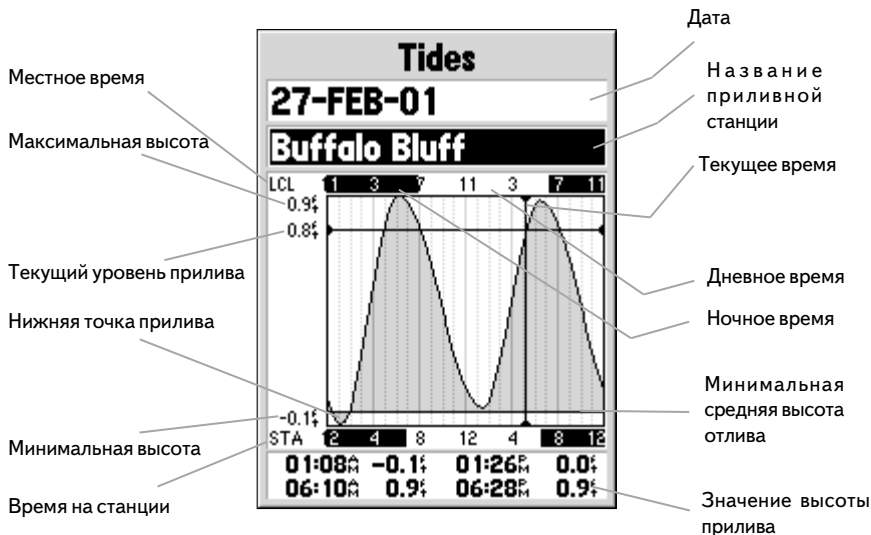 Дата
Местное время
Максимальная высота
Текущий уровень прилива
Нижняя точка прилива
Минимальная высота
Время на станции
Tides
27-FEB-01
Buffalo Bluff
LCL 11 3 7 11 3 7 11
0.9ft
0.8ft
-0.1ft
STA 12 4 8 12 4 8 12
01:08AM -0.1ft 01:26PM 0.0ft
06:10AM 0.9ft 06:28PM 0.9ft
Название
приливной
станции
Текущее время
Дневное время
Ночное время
Минимальная
средняя высота
отлива
Значение высоты
прилива